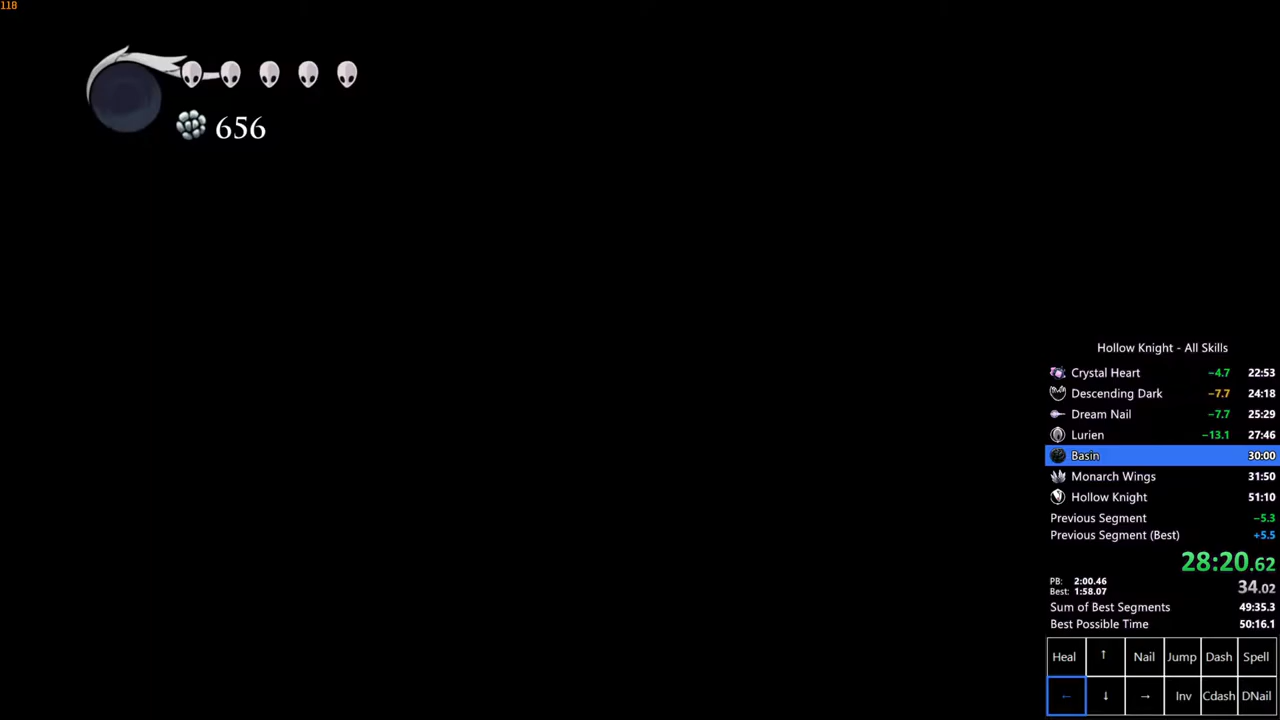 118
656
Hollow Knight - All Skills
Crystal Heart −4.7 22:53
Descending Dark −7.7 24:18
Dream Nail −7.7 25:29
Lurien −13.1 27:46
Basin 30:00
Monarch Wings 31:50
Hollow Knight 51:10
Previous Segment −5.3
Previous Segment (Best) +5.5
28:20.62
PB: 2:00.46
Best: 1:58.07
34.02
Sum of Best Segments 49:35.3
Best Possible Time 50:16.1
Heal ↑ Nail Jump Dash Spell
← ↓ → Inv Cdash DNail